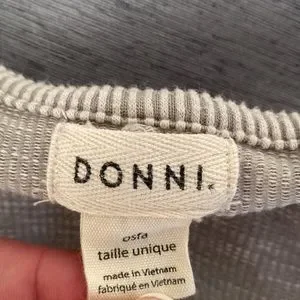 DONNI.
osfa
taille unique
made in Vietnam
fabriqué en Vietnam